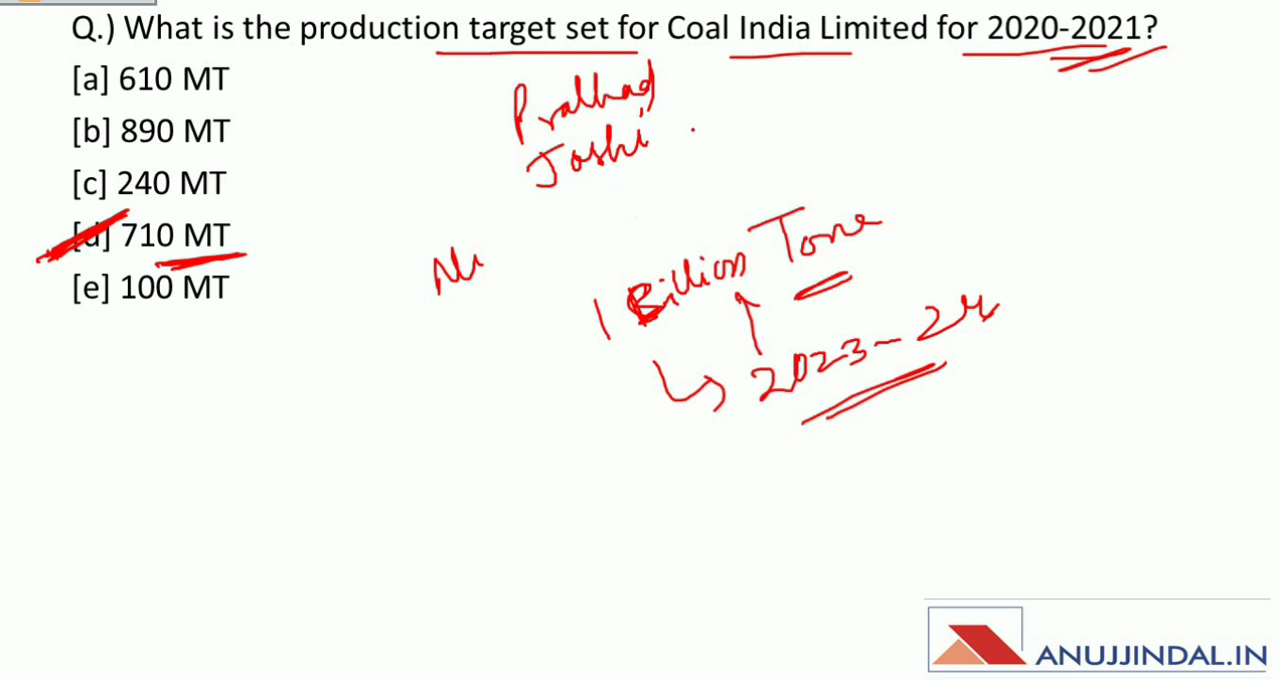 Q.) What is the production target set for Coal India Limited for 2020-2021?
[a] 610 MT
[b] 890 MT
[c] 240 MT
[d] 710 MT
[e] 100 MT
Pralhad
Joshi
1 Billion Tone
2023-24
ANUJJINDAL.IN